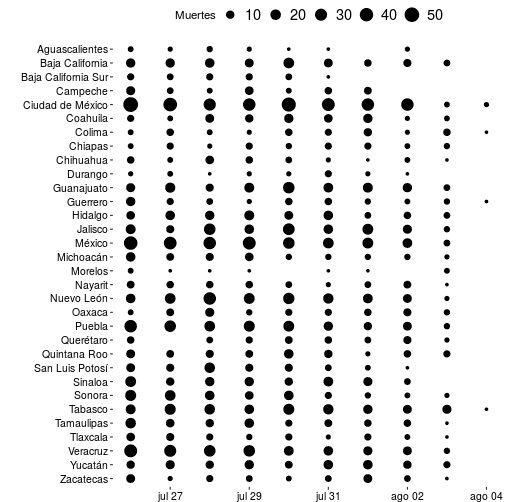 Muertes 10 20 30 40 50
Aguascalientes
Baja California
Baja California Sur
Campeche
Ciudad de México
Coahuila
Colima
Chiapas
Chihuahua
Durango
Guanajuato
Guerrero
Hidalgo
Jalisco
México
Michoacán
Morelos
Nayarit
Nuevo León
Oaxaca
Puebla
Querétaro
Quintana Roo
San Luis Potosí
Sinaloa
Sonora
Tabasco
Tamaulipas
Tlaxcala
Veracruz
Yucatán
Zacatecas
jul 27 jul 29 jul 31 ago 02 ago 04